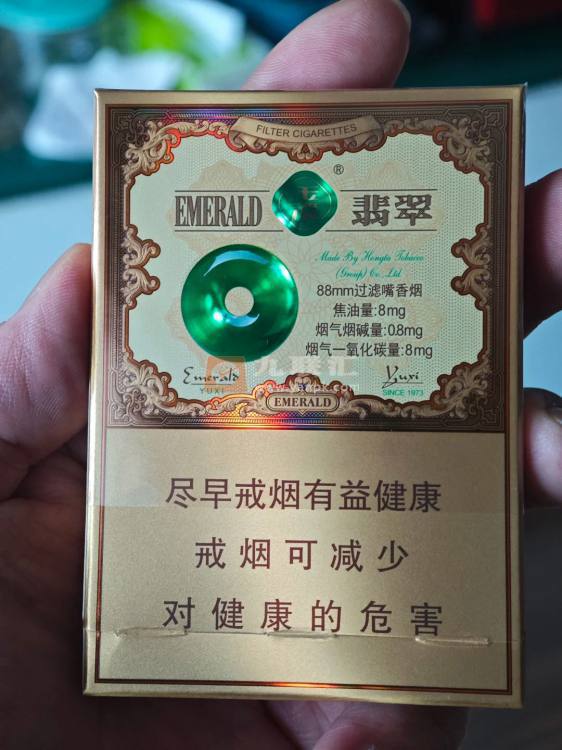 FILTER CIGARETTES
EMERALD 翡翠
®
Made By Hongta Tobacco
(Group) Co., Ltd
88mm过滤嘴香烟
焦油量:8mg
烟气烟碱量:0.8mg
烟气一氧化碳量:8mg
Emerald
YUXI
Yuxi
SINCE 1973
EMERALD
尽早戒烟有益健康
戒烟可减少
对健康的危害